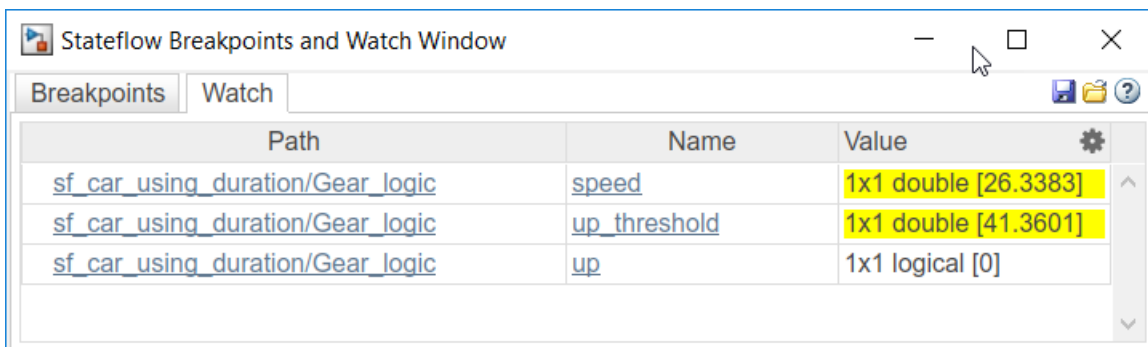 Stateflow Breakpoints and Watch Window
Breakpoints Watch
Path Name Value
sf_car_using_duration/Gear_logic speed 1x1 double [26.3383]
sf_car_using_duration/Gear_logic up_threshold 1x1 double [41.3601]
sf_car_using_duration/Gear_logic up 1x1 logical [0]